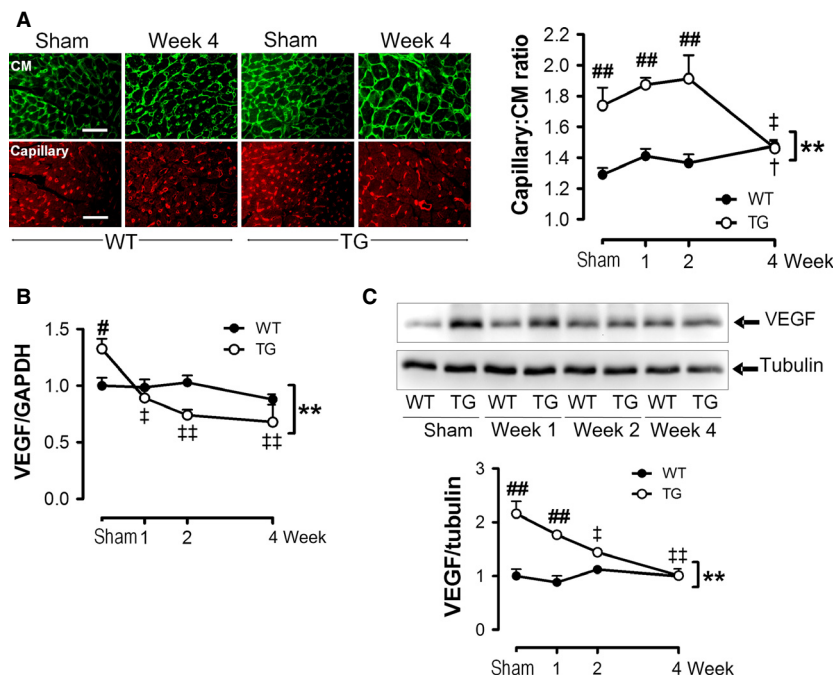 A
Sham Week 4 Sham Week 4
CM
Capillary
WT TG
Capillary:CM ratio
2.2
2.0
1.8
1.6
1.4
1.2
1.0
## ## ##
‡
†
**
WT
TG
Sham 1 2 4 Week
B
VEGF/GAPDH
1.5
1.0
0.5
0.0
#
‡ ‡‡ ‡‡
**
WT
TG
Sham 1 2 4 Week
C
VEGF
Tubulin
WT TG WT TG WT TG WT TG
Sham Week 1 Week 2 Week 4
VEGF/tubulin
3
2
1
0
## ## ‡ ‡‡
**
WT
TG
Sham 1 2 4 Week